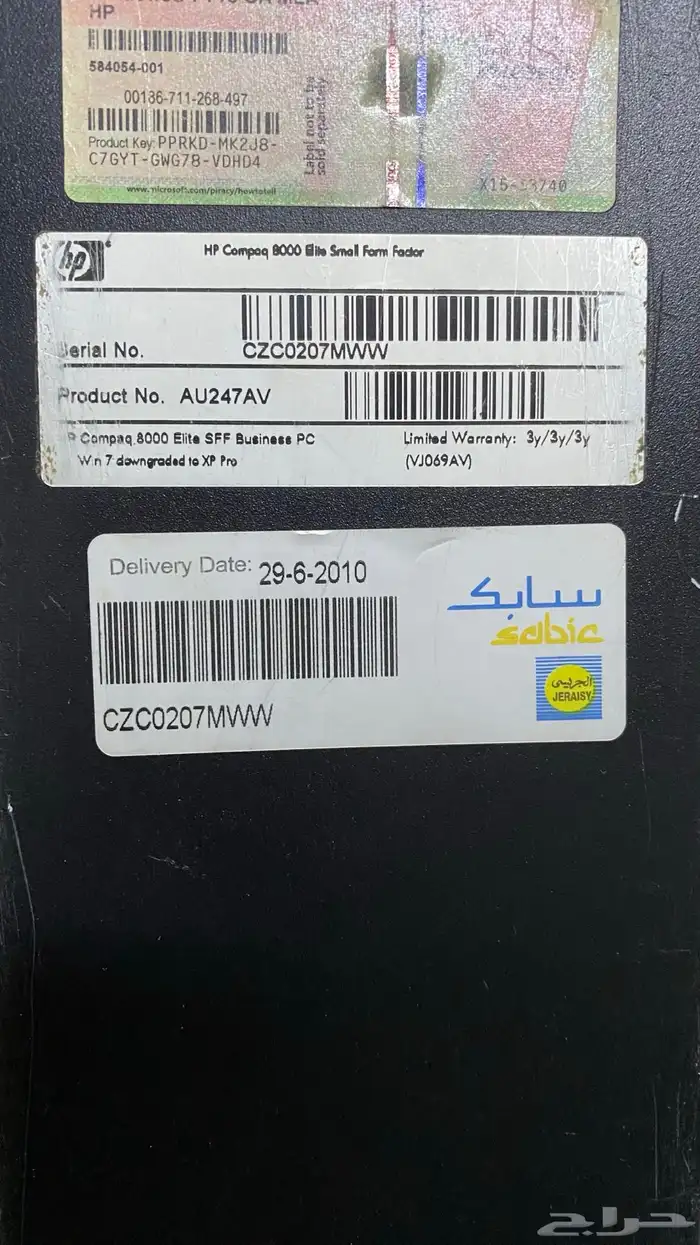 HP
584054-001
00186-711-268-497
Product Key: PPRKD-MK2J8-
C7GYT-GWG78-VDHD4
Label not to be
sold separately
www.microsoft.com/piracy/howtotell
hp
HP Compaq 8000 Elite Small Form Factor
Serial No.
CZC0207MWW
Product No. AU247AV
HP Compaq 8000 Elite SFF Business PC
Limited Warranty: 3y/3y/3y
Win 7 downgraded to XP Pro
(VJ069AV)
Delivery Date: 29-6-2010
سابك
sabic
الجريسي
JERAISY
CZC0207MWW
حراج